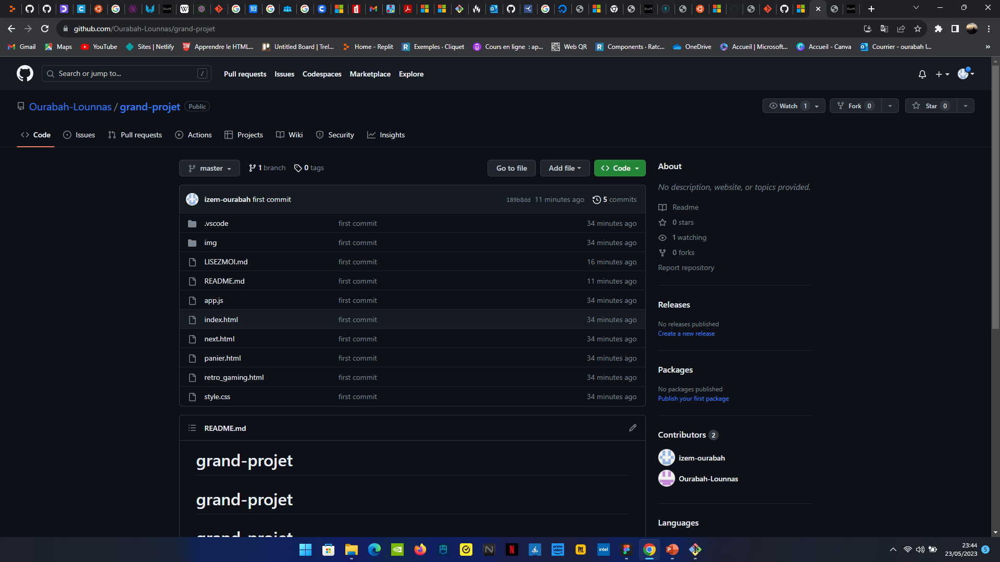 github.com/Ourabah-Lounnas/grand-projet
Gmail Maps YouTube Sites | Netlify Apprendre le HTML... Untitled Board | Trel... Home - Replit Exemples · Cliquet Cours en ligne : ap... Web QR Components · Ratc... OneDrive Accueil | Microsoft... Accueil - Canva Courrier - ourabah l... »
Search or jump to... / Pull requests Issues Codespaces Marketplace Explore
Ourabah-Lounnas / grand-projet Public Watch 1 Fork 0 Star 0
Code Issues Pull requests Actions Projects Wiki Security Insights
master 1 branch 0 tags Go to file Add file Code
izem-ourabah first commit 189b8dd 11 minutes ago 5 commits
.vscode first commit 34 minutes ago
img first commit 34 minutes ago
LISEZMOI.md first commit 16 minutes ago
README.md first commit 11 minutes ago
app.js first commit 34 minutes ago
index.html first commit 34 minutes ago
next.html first commit 34 minutes ago
panier.html first commit 34 minutes ago
retro_gaming.html first commit 34 minutes ago
style.css first commit 34 minutes ago
README.md
grand-projet
grand-projet
grand-projet
About
No description, website, or topics provided.
Readme
0 stars
1 watching
0 forks
Report repository
Releases
No releases published
Create a new release
Packages
No packages published
Publish your first package
Contributors 2
izem-ourabah
Ourabah-Lounnas
Languages
23:44
23/05/2023
5